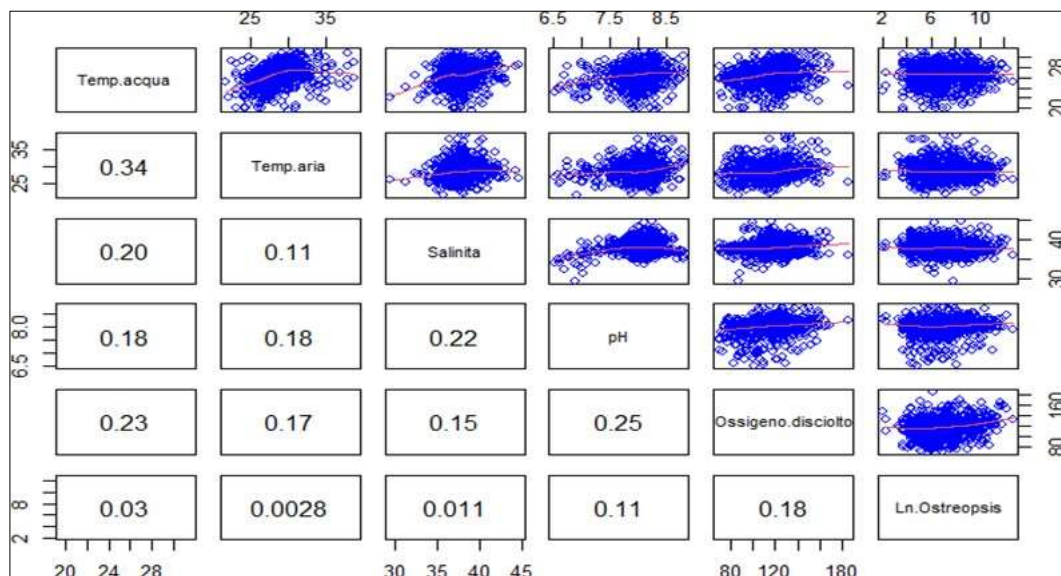 25 35 6.5 7.5 8.5 2 6 10
Temp.acqua 20 28
35 25 0.34 Temp.aria
0.20 0.11 Salinita 30 40
8.0 6.5 0.18 0.18 0.22 pH
0.23 0.17 0.15 0.25 Ossigeno.disciolto 80 160
8 2 0.03 0.0028 0.011 0.11 0.18 Ln.Ostreopsis
20 24 28 30 35 40 45 80 120 180